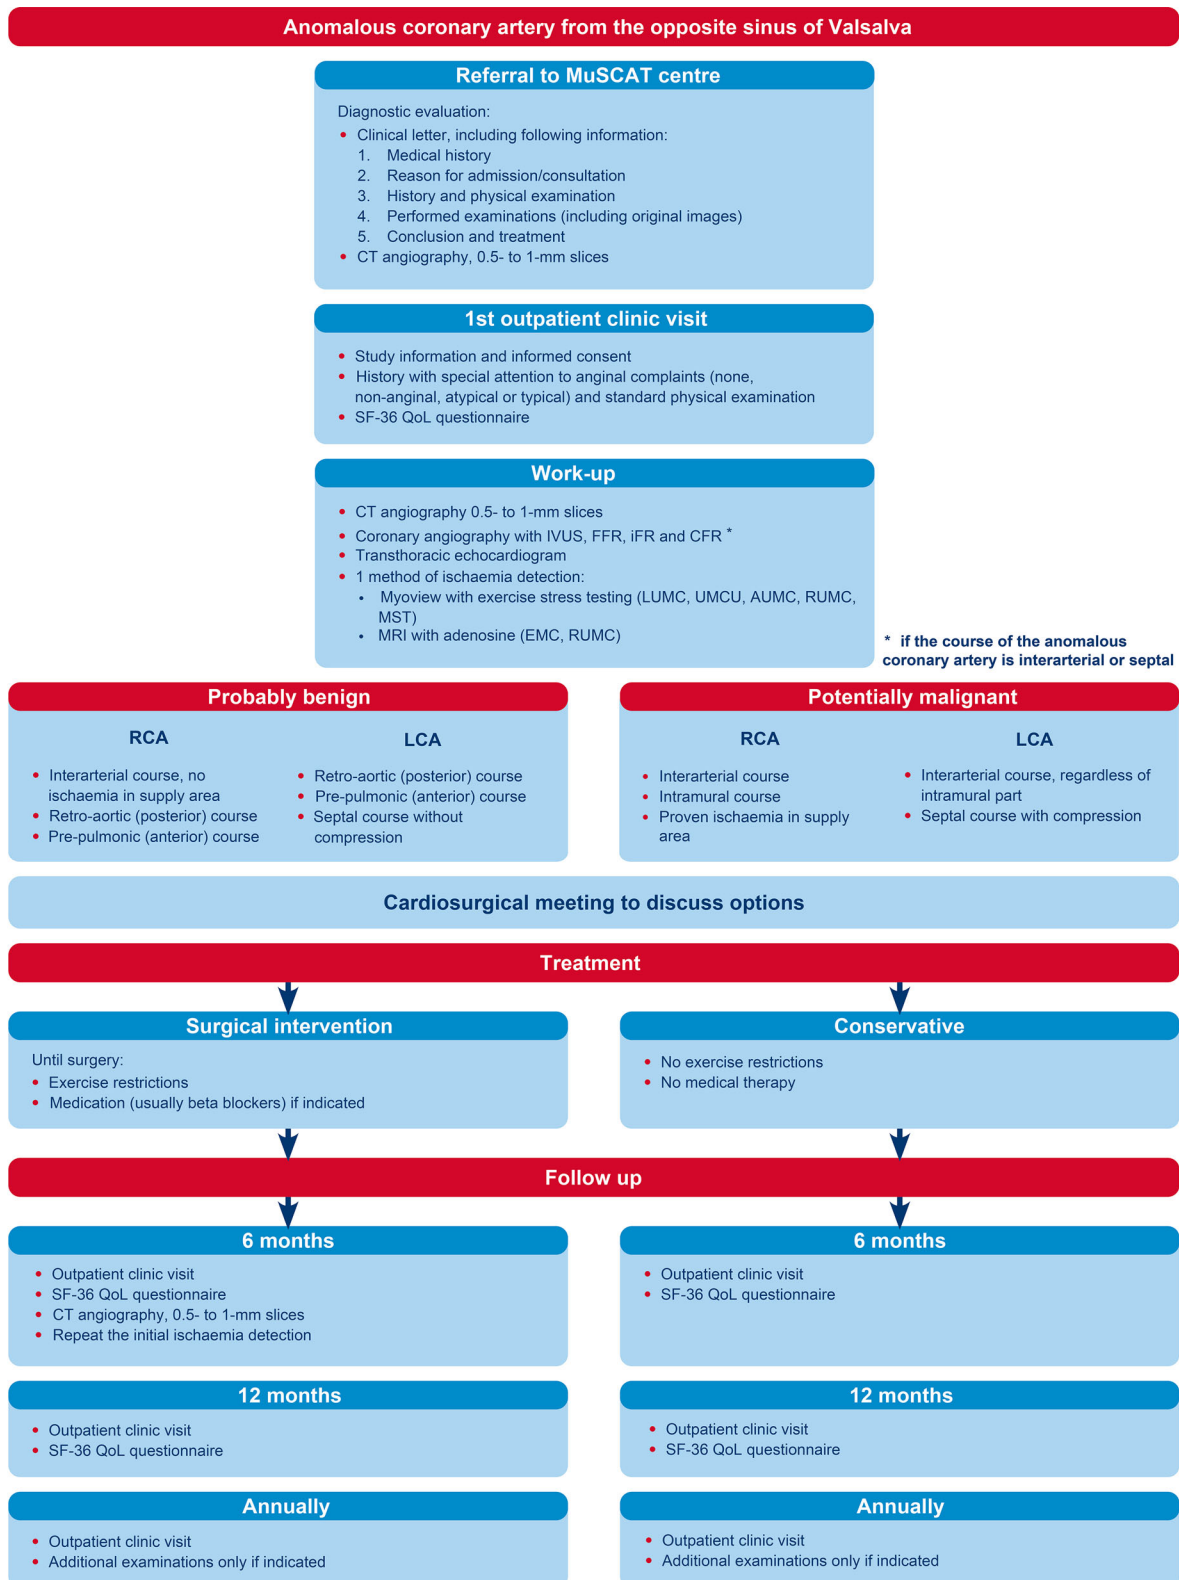 Anomalous coronary artery from the opposite sinus of Valsalva
Referral to MuSCAT centre
Diagnostic evaluation:
• Clinical letter, including following information:
1. Medical history
2. Reason for admission/consultation
3. History and physical examination
4. Performed examinations (including original images)
5. Conclusion and treatment
• CT angiography, 0.5- to 1-mm slices
1st outpatient clinic visit
• Study information and informed consent
• History with special attention to anginal complaints (none,
non-anginal, atypical or typical) and standard physical examination
• SF-36 QoL questionnaire
Work-up
• CT angiography 0.5- to 1-mm slices
• Coronary angiography with IVUS, FFR, iFR and CFR *
• Transthoracic echocardiogram
• 1 method of ischaemia detection:
• Myoview with exercise stress testing (LUMC, UMCU, AUMC, RUMC,
MST)
• MRI with adenosine (EMC, RUMC)
* if the course of the anomalous
coronary artery is interarterial or septal
Probably benign
RCA
• Interarterial course, no
ischaemia in supply area
• Retro-aortic (posterior) course
• Pre-pulmonic (anterior) course
LCA
• Retro-aortic (posterior) course
• Pre-pulmonic (anterior) course
• Septal course without
compression
Potentially malignant
RCA
• Interarterial course
• Intramural course
• Proven ischaemia in supply
area
LCA
• Interarterial course, regardless of
intramural part
• Septal course with compression
Cardiosurgical meeting to discuss options
Treatment
Surgical intervention
Until surgery:
• Exercise restrictions
• Medication (usually beta blockers) if indicated
Conservative
• No exercise restrictions
• No medical therapy
Follow up
6 months
• Outpatient clinic visit
• SF-36 QoL questionnaire
• CT angiography, 0.5- to 1-mm slices
• Repeat the initial ischaemia detection
6 months
• Outpatient clinic visit
• SF-36 QoL questionnaire
12 months
• Outpatient clinic visit
• SF-36 QoL questionnaire
12 months
• Outpatient clinic visit
• SF-36 QoL questionnaire
Annually
• Outpatient clinic visit
• Additional examinations only if indicated
Annually
• Outpatient clinic visit
• Additional examinations only if indicated